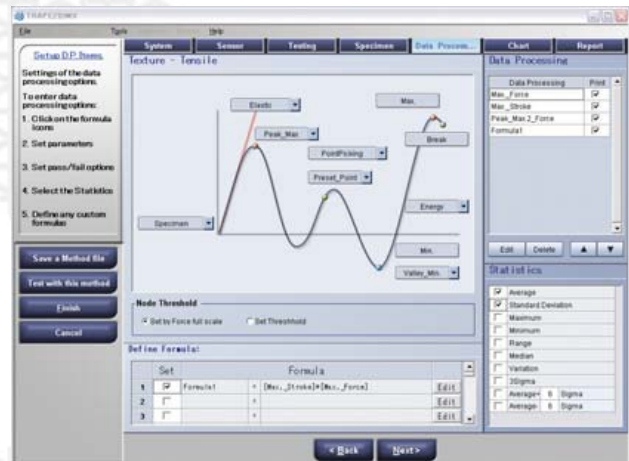 TRAPEZIUMX
File Tools Help
System Sensor Testing Specimen Data Process... Chart Report
Setup D.P. Items
Settings of the data processing options.
To enter data processing options:
1. Click on the formula icons
2. Set parameters
3. Set pass/fail options
4. Select the Statistics
5. Define any custom formulas
Save a Method file
Test with this method
Finish
Cancel
Texture - Tensile
Elastic
Max.
Peak_Max
Break
PointPicking
Preset_Point
Energy
Specimen
Min.
Valley_Min.
Node Threshold
Set by Force full scale Set Threshhold
Define Formula:
Set Formula
1 Formula1 = [Max._Stroke]*[Max._Force] Edit
2 = Edit
3 = Edit
< Back Next>
Data Processing
Data Processing Print
Max_Force
Max_Stroke
Peak_Max2_Force
Formula1
Edit Delete
Statistics
Average
Standard Deviation
Maximum
Minimum
Range
Median
Variation
3Sigma
Average+ 6 Sigma
Average- 6 Sigma